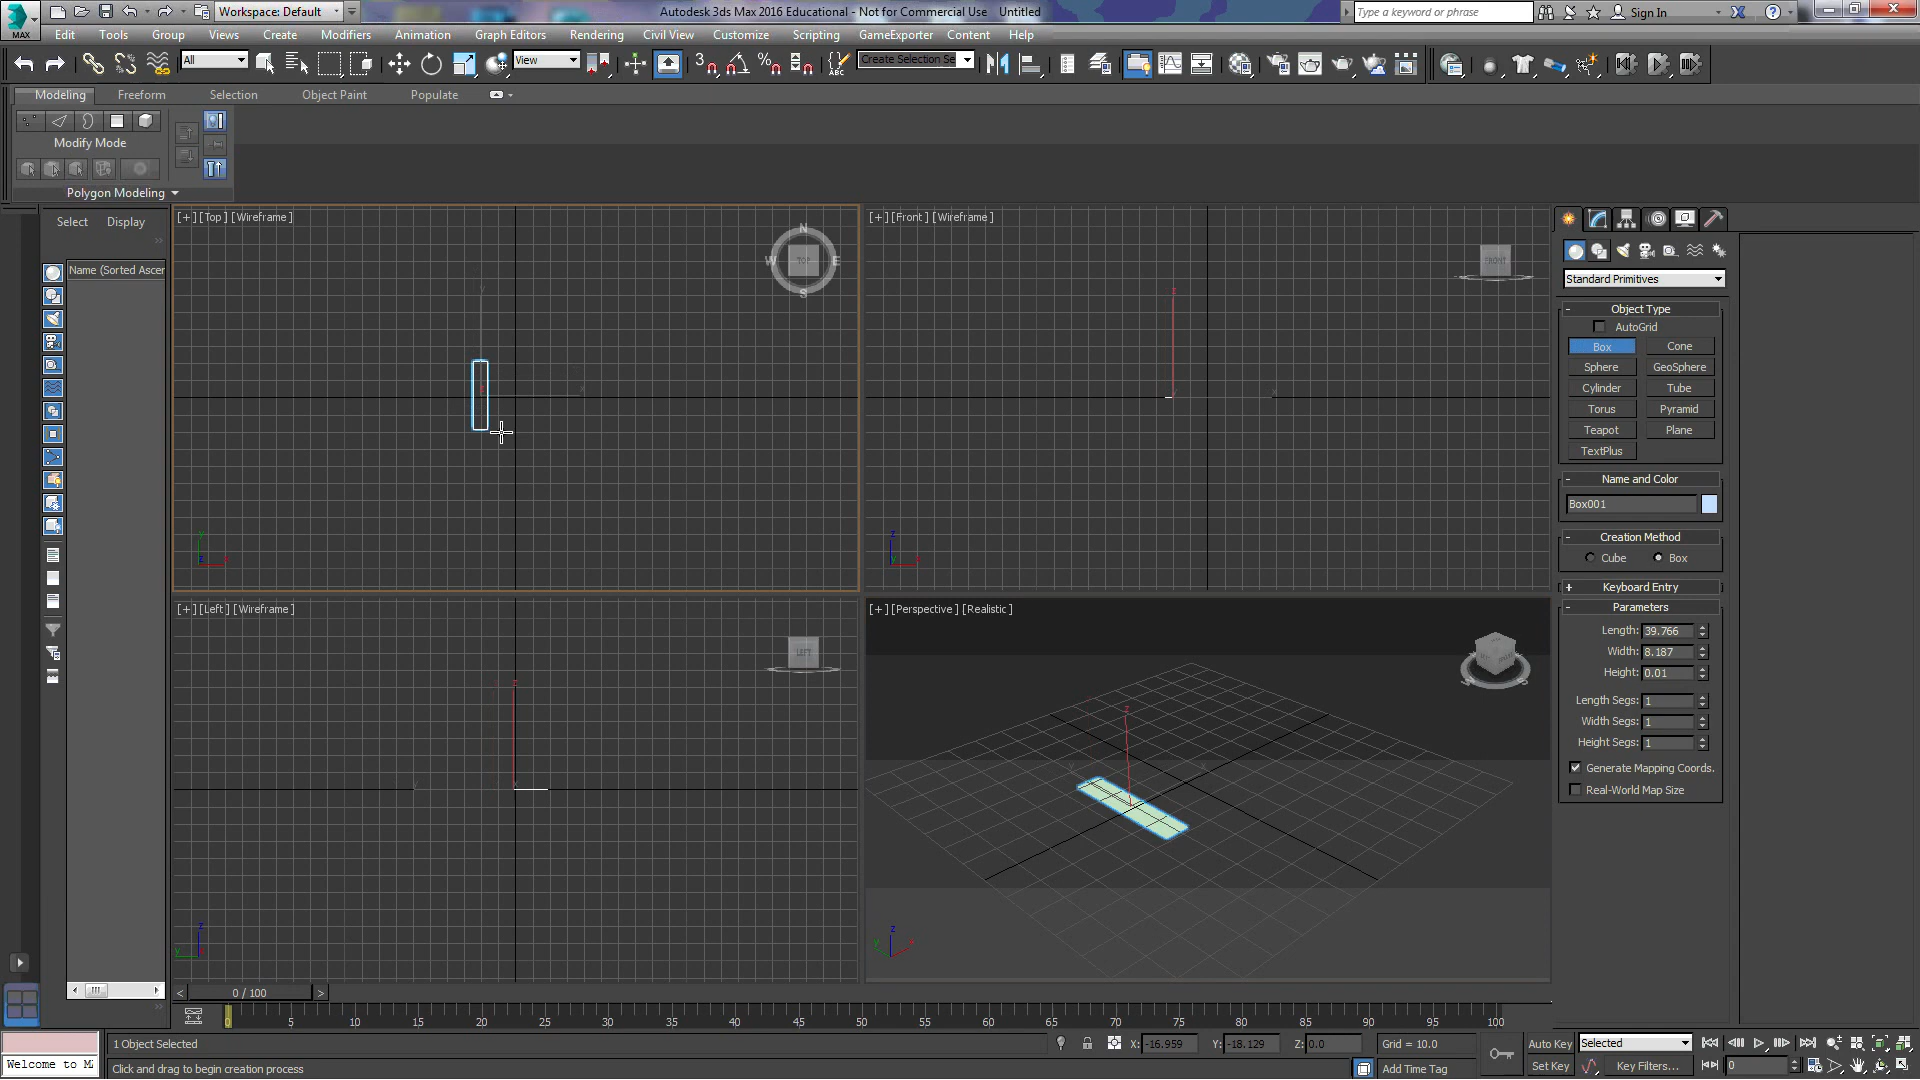 MAX
Workspace: Default
Autodesk 3ds Max 2016 Educational - Not for Commercial Use Untitled
Type a keyword or phrase
Sign In
Edit Tools Group Views Create Modifiers Animation Graph Editors Rendering Civil View Customize Scripting GameExporter Content Help
All
View
3
ABC
Create Selection Se
Modeling Freeform Selection Object Paint Populate
Modify Mode
Polygon Modeling
Select Display
Name (Sorted Ascer
[+] [Top] [Wireframe]
N
W TOP E
S
y
x
[+] [Front] [Wireframe]
FRONT
z
x
[+] [Left] [Wireframe]
LEFT
z
y
[+] [Perspective] [Realistic]
z
Standard Primitives
- Object Type
AutoGrid
Box Cone
Sphere GeoSphere
Cylinder Tube
Torus Pyramid
Teapot Plane
TextPlus
- Name and Color
Box001
- Creation Method
Cube Box
+ Keyboard Entry
- Parameters
Length: 39.766
Width: 8.187
Height: 0.01
Length Segs: 1
Width Segs: 1
Height Segs: 1
Generate Mapping Coords.
Real-World Map Size
< 0 / 100 >
0 5 10 15 20 25 30 35 40 45 50 55 60 65 70 75 80 85 90 95 100
1 Object Selected
X: -16.959 Y: -18.129 Z: 0.0 Grid = 10.0
Auto Key Selected
Welcome to M
Click and drag to begin creation process
Add Time Tag
Set Key Key Filters... 0